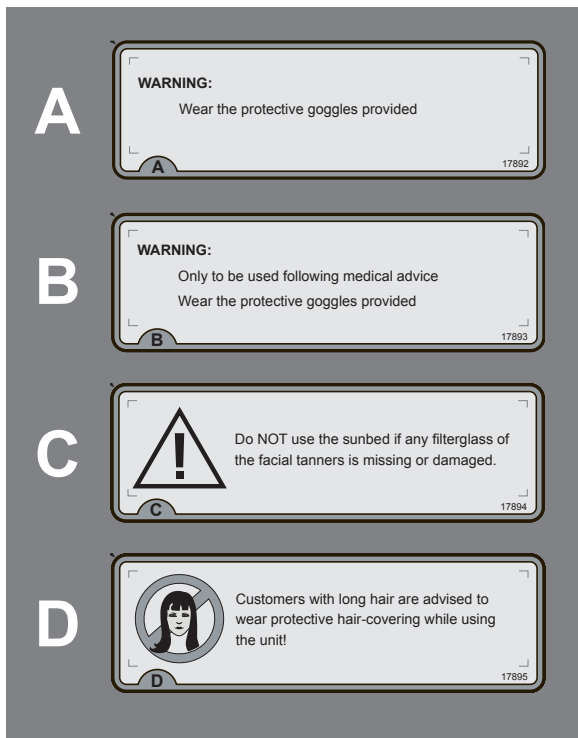 A
WARNING:
Wear the protective goggles provided
A
17892
B
WARNING:
Only to be used following medical advice
Wear the protective goggles provided
B
17893
C
Do NOT use the sunbed if any filterglass of
the facial tanners is missing or damaged.
C
17894
D
Customers with long hair are advised to
wear protective hair-covering while using
the unit!
D
17895